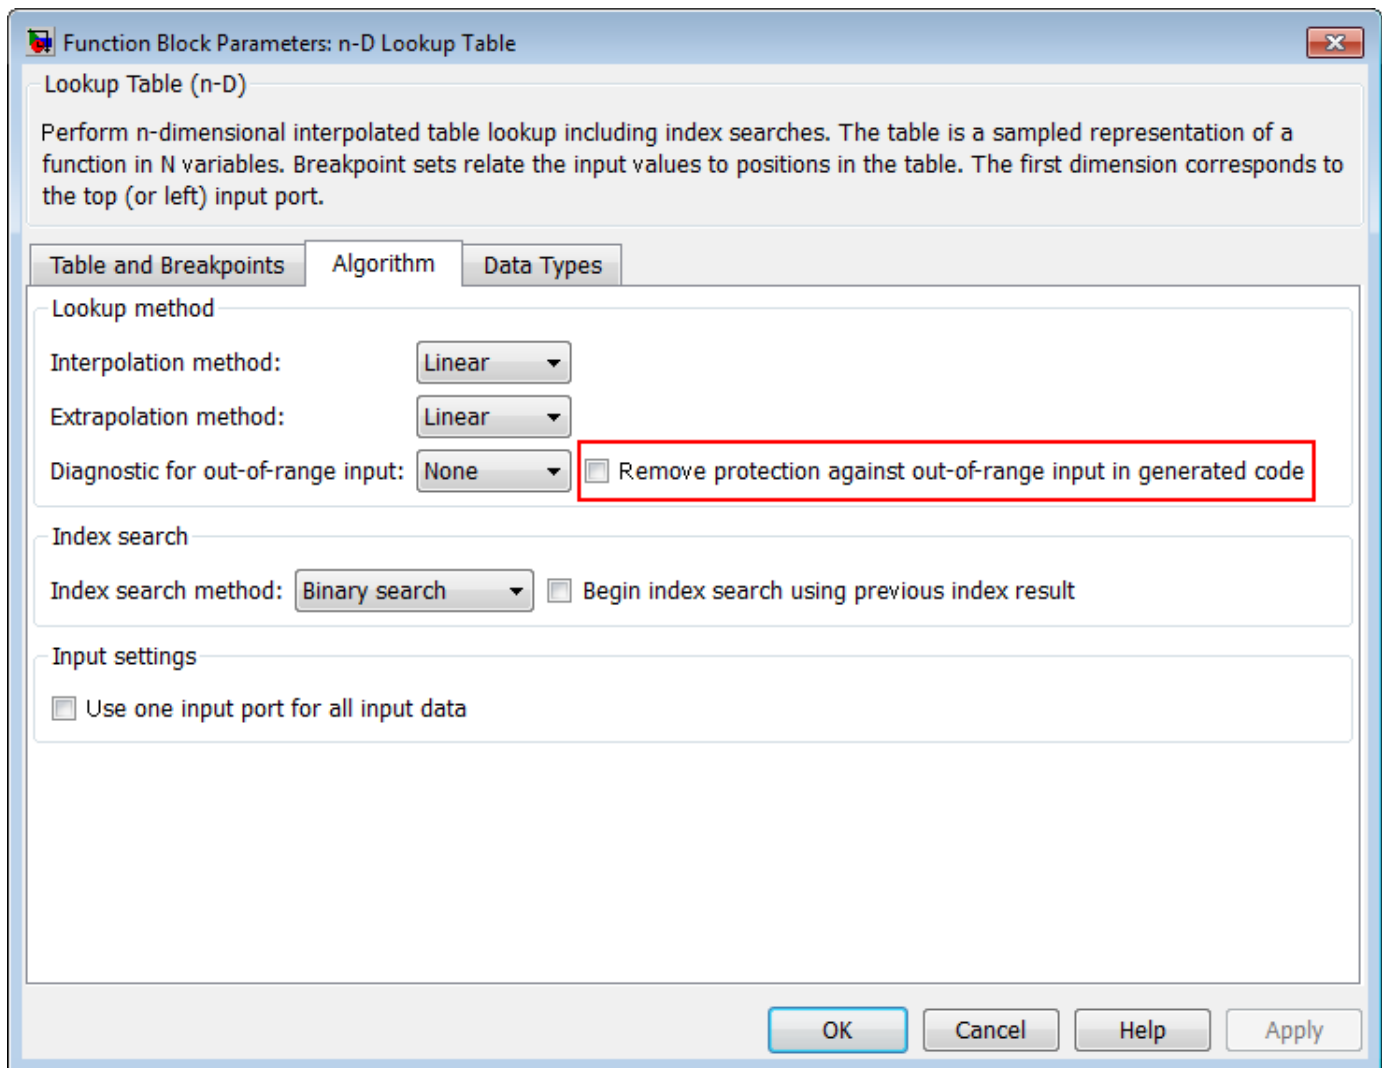 Function Block Parameters: n-D Lookup Table
Lookup Table (n-D)
Perform n-dimensional interpolated table lookup including index searches. The table is a sampled representation of a
function in N variables. Breakpoint sets relate the input values to positions in the table. The first dimension corresponds to
the top (or left) input port.
Table and Breakpoints Algorithm Data Types
Lookup method
Interpolation method: Linear
Extrapolation method: Linear
Diagnostic for out-of-range input: None Remove protection against out-of-range input in generated code
Index search
Index search method: Binary search Begin index search using previous index result
Input settings
Use one input port for all input data
OK Cancel Help Apply